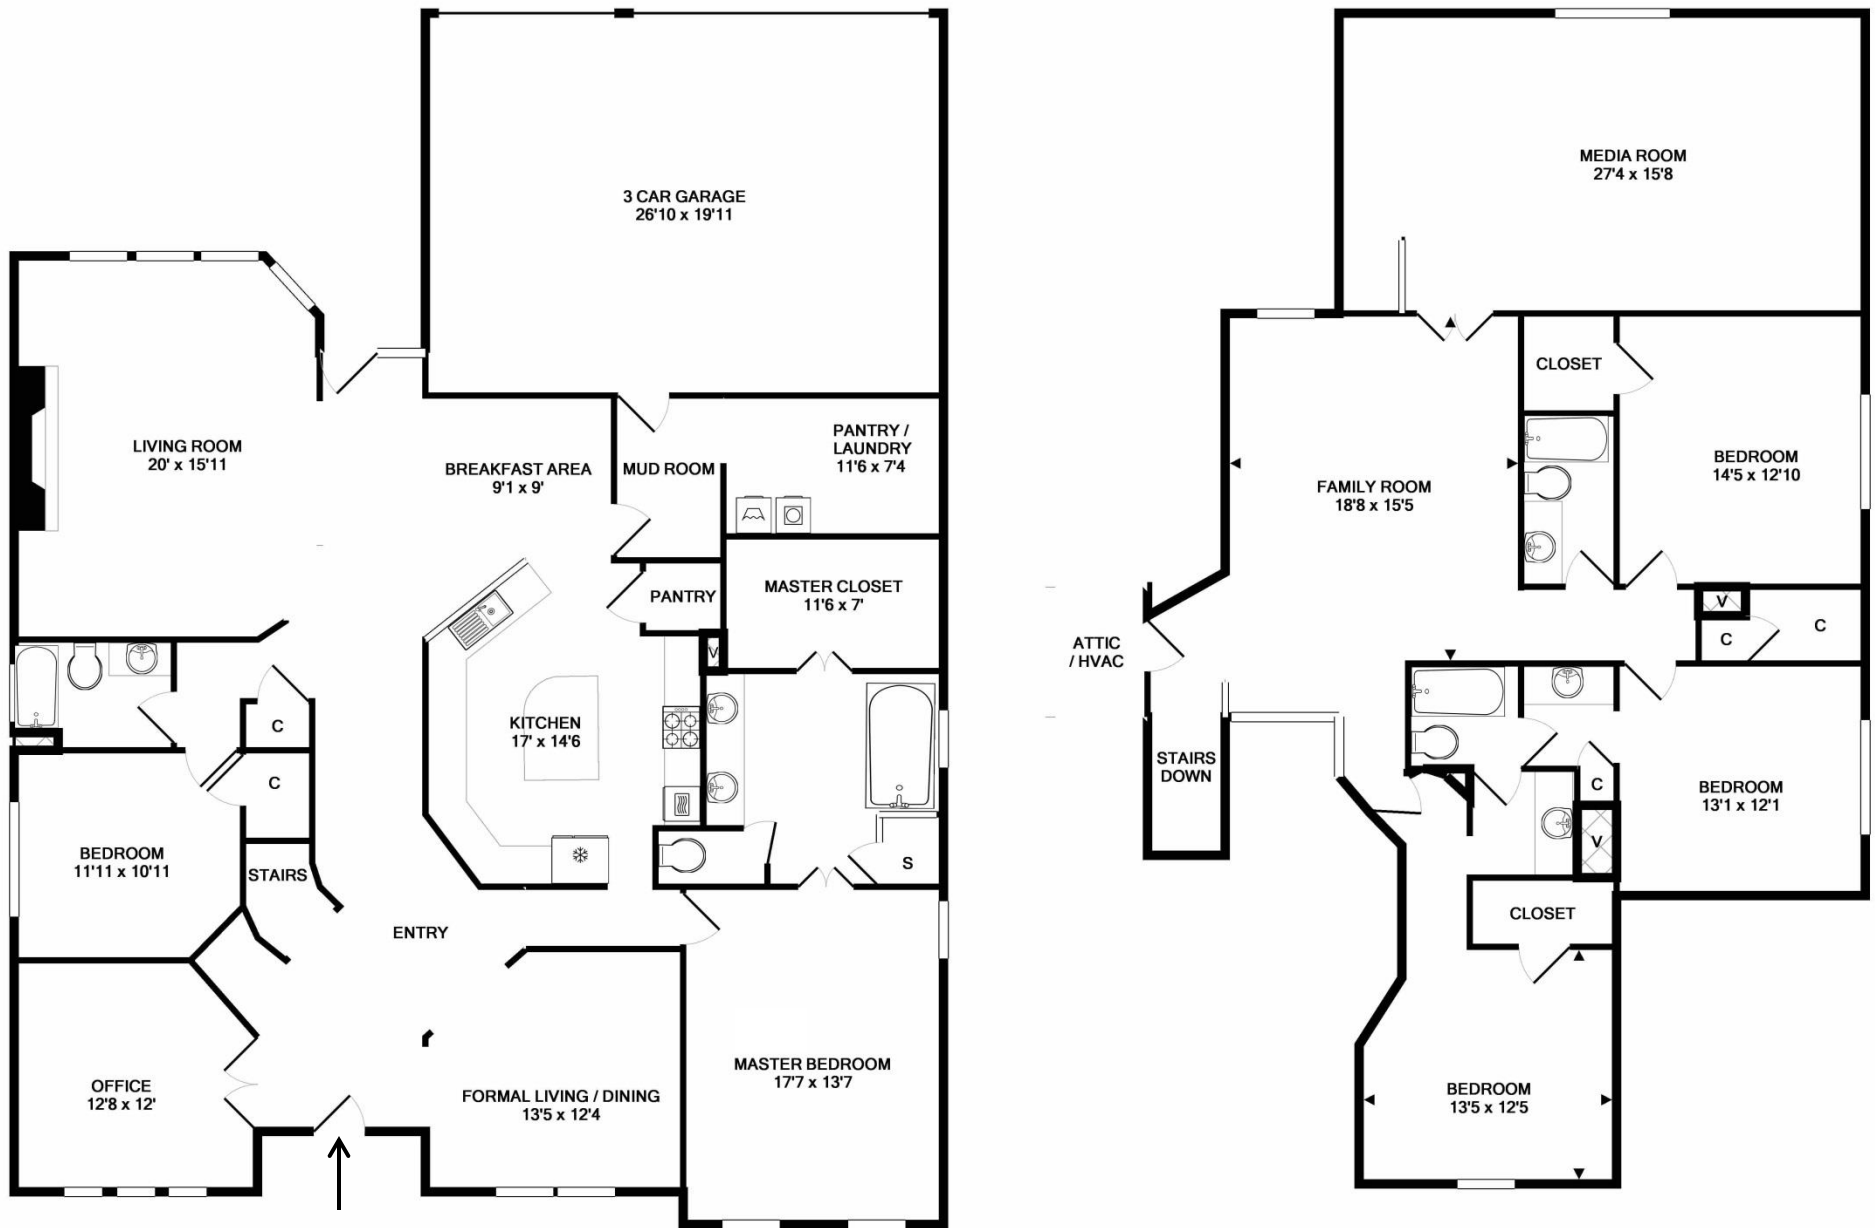 3 CAR GARAGE
26'10 x 19'11
LIVING ROOM
20' x 15'11
BREAKFAST AREA
9'1 x 9'
MUD ROOM
PANTRY /
LAUNDRY
11'6 x 7'4
PANTRY
MASTER CLOSET
11'6 x 7'
V
C
KITCHEN
17' x 14'6
C
BEDROOM
11'11 x 10'11
STAIRS
S
ENTRY
OFFICE
12'8 x 12'
FORMAL LIVING / DINING
13'5 x 12'4
MASTER BEDROOM
17'7 x 13'7
MEDIA ROOM
27'4 x 15'8
CLOSET
BEDROOM
14'5 x 12'10
FAMILY ROOM
18'8 x 15'5
V
C
C
ATTIC
/ HVAC
STAIRS
DOWN
C
BEDROOM
13'1 x 12'1
V
CLOSET
BEDROOM
13'5 x 12'5